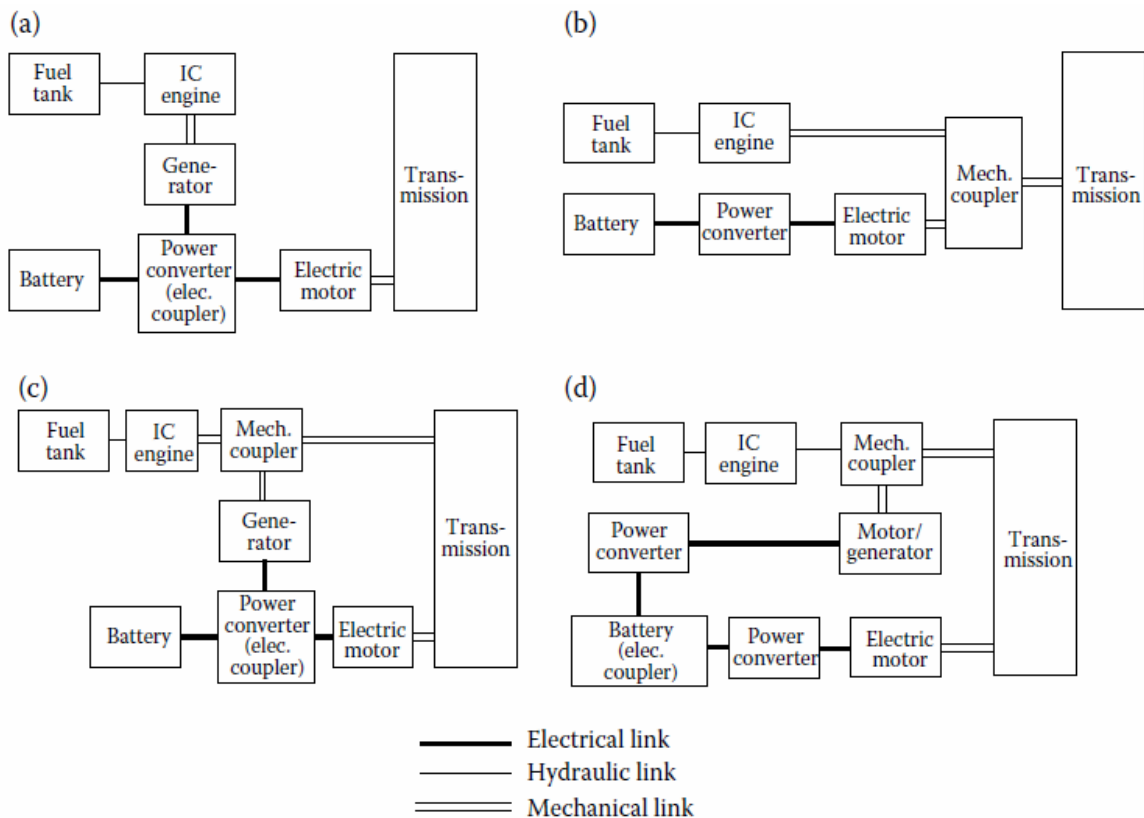 (a)
Fuel
tank
IC
engine
Gene-
rator
Battery
Power
converter
(elec.
coupler)
Electric
motor
Trans-
mission
(b)
Fuel
tank
IC
engine
Battery
Power
converter
Electric
motor
Mech.
coupler
Trans-
mission
(c)
Fuel
tank
IC
engine
Mech.
coupler
Gene-
rator
Battery
Power
converter
(elec.
coupler)
Electric
motor
Trans-
mission
(d)
Fuel
tank
IC
engine
Mech.
coupler
Power
converter
Motor/
generator
Battery
(elec.
coupler)
Power
converter
Electric
motor
Trans-
mission
Electrical link
Hydraulic link
Mechanical link